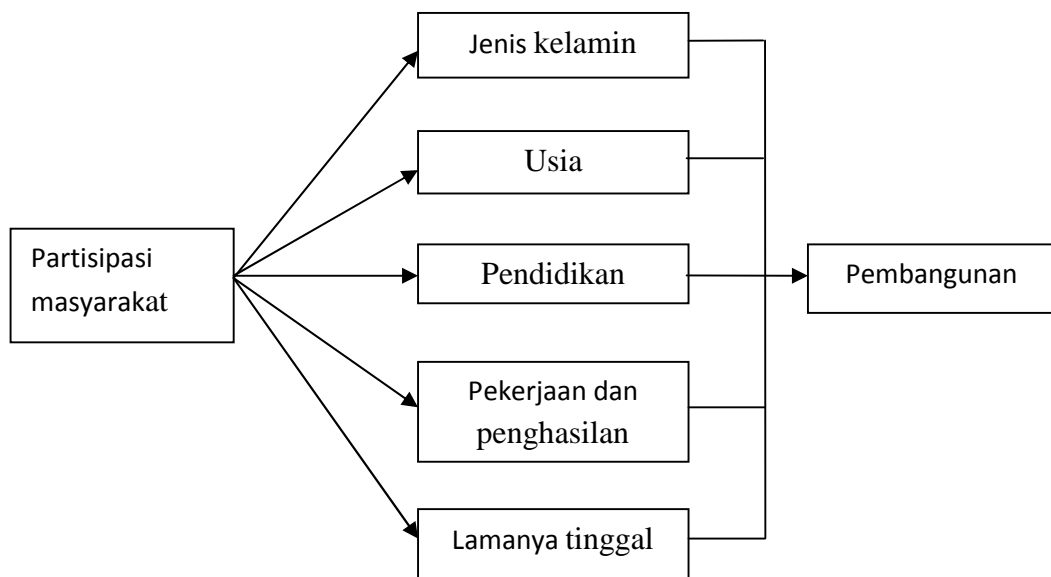 Jenis kelamin
Usia
Partisipasi
masyarakat
Pendidikan
Pembangunan
Pekerjaan dan
penghasilan
Lamanya tinggal